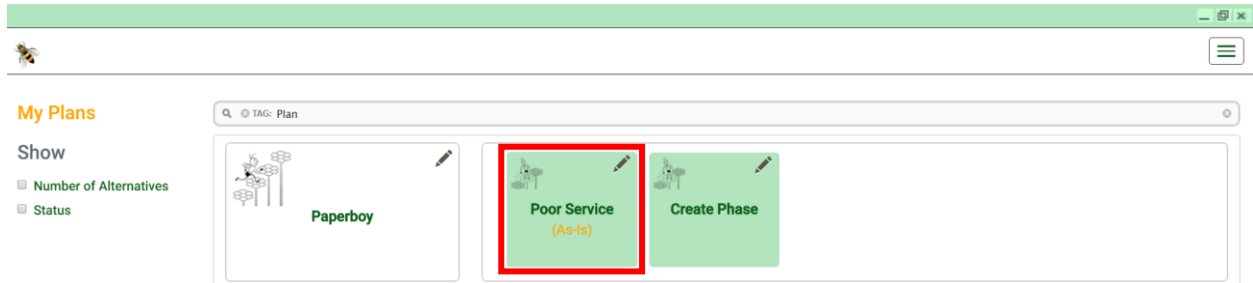 My Plans
TAG: Plan
Show
Number of Alternatives
Status
Paperboy
Poor Service
(As-Is)
Create Phase